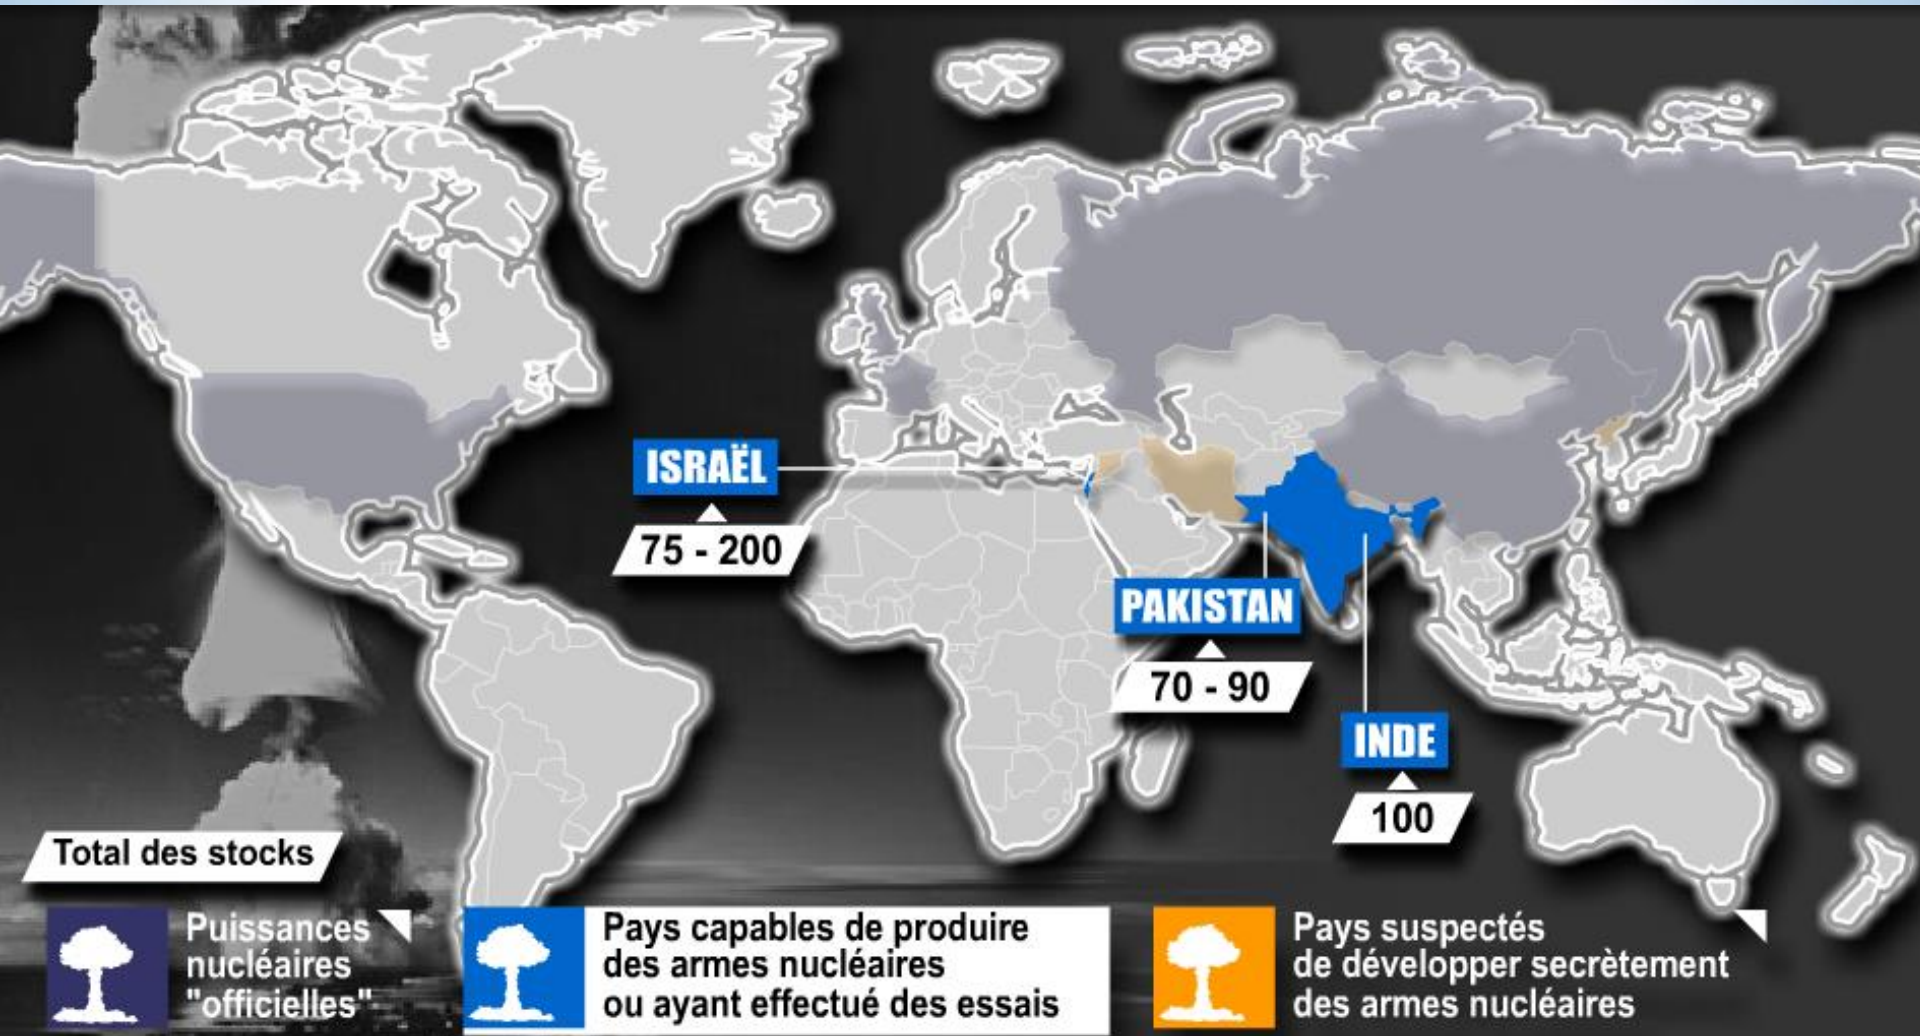 ISRAËL
75 - 200
PAKISTAN
70 - 90
INDE
100
Total des stocks
Puissances
nucléaires
"officielles"
Pays capables de produire
des armes nucléaires
ou ayant effectué des essais
Pays suspectés
de développer secrètement
des armes nucléaires